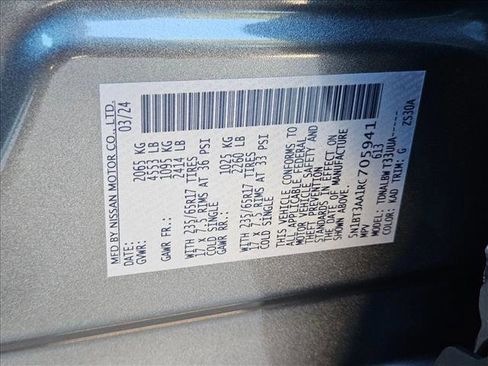 MFD BY NISSAN MOTOR CO., LTD.
DATE: 03/24
GVWR: 2065 KG
4553 LB
GAWR FR.: 1095 KG
2414 LB
WITH 235/65R17 TIRES
17 x 7.5 RIMS AT 36 PSI
COLD SINGLE
GAWR RR.: 1025 KG
2260 LB
WITH 235/65R17 TIRES
17 x 7.5 RIMS AT 33 PSI
COLD SINGLE
THIS VEHICLE CONFORMS TO
ALL APPLICABLE FEDERAL
MOTOR VEHICLE SAFETY AND
THEFT PREVENTION
STANDARDS IN EFFECT ON
THE DATE OF MANUFACTURE
SHOWN ABOVE.
5N1BT3AA1RC705941
MPV 613
MODEL:
COLOR: KAD TRIM: G ZS30A